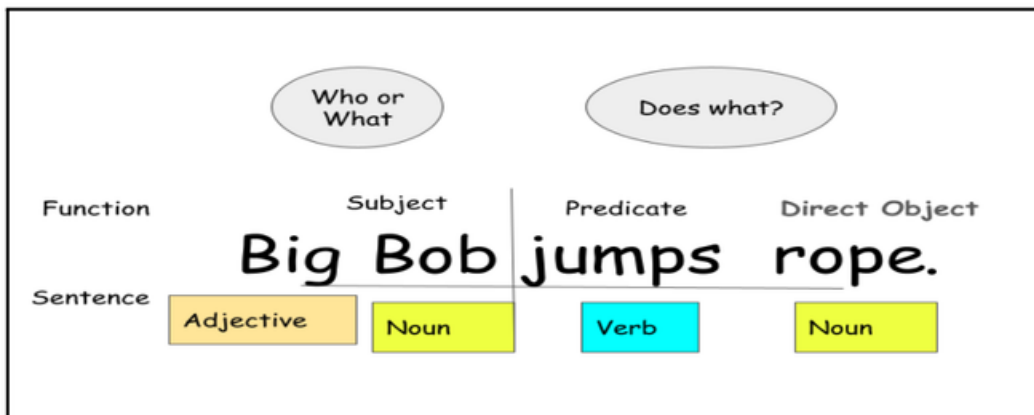 Who or
What
Does what?
Function
Subject
Predicate
Direct Object
Big Bob jumps rope.
Sentence
Adjective
Noun
Verb
Noun